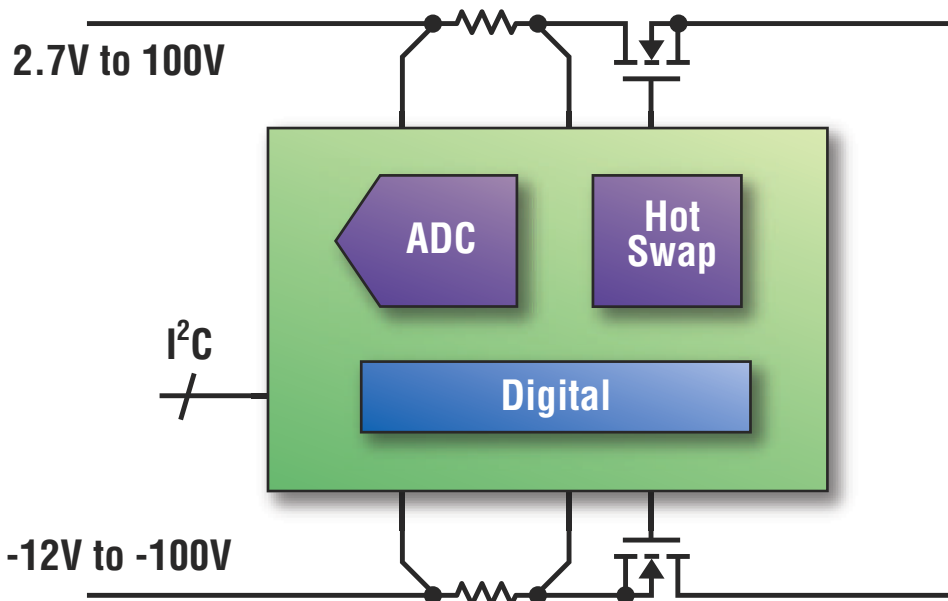 2.7V to 100V
ADC
Hot
Swap
I²C
Digital
-12V to -100V